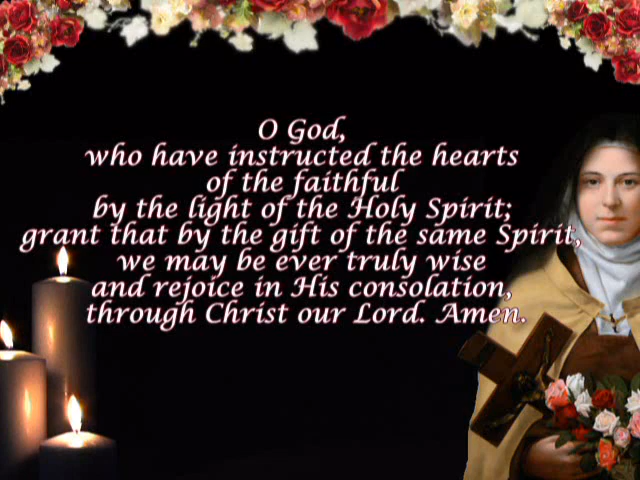 O God,
who have instructed the hearts
of the faithful
by the light of the Holy Spirit;
grant that by the gift of the same Spirit,
we may be ever truly wise
and rejoice in His consolation,
through Christ our Lord. Amen.